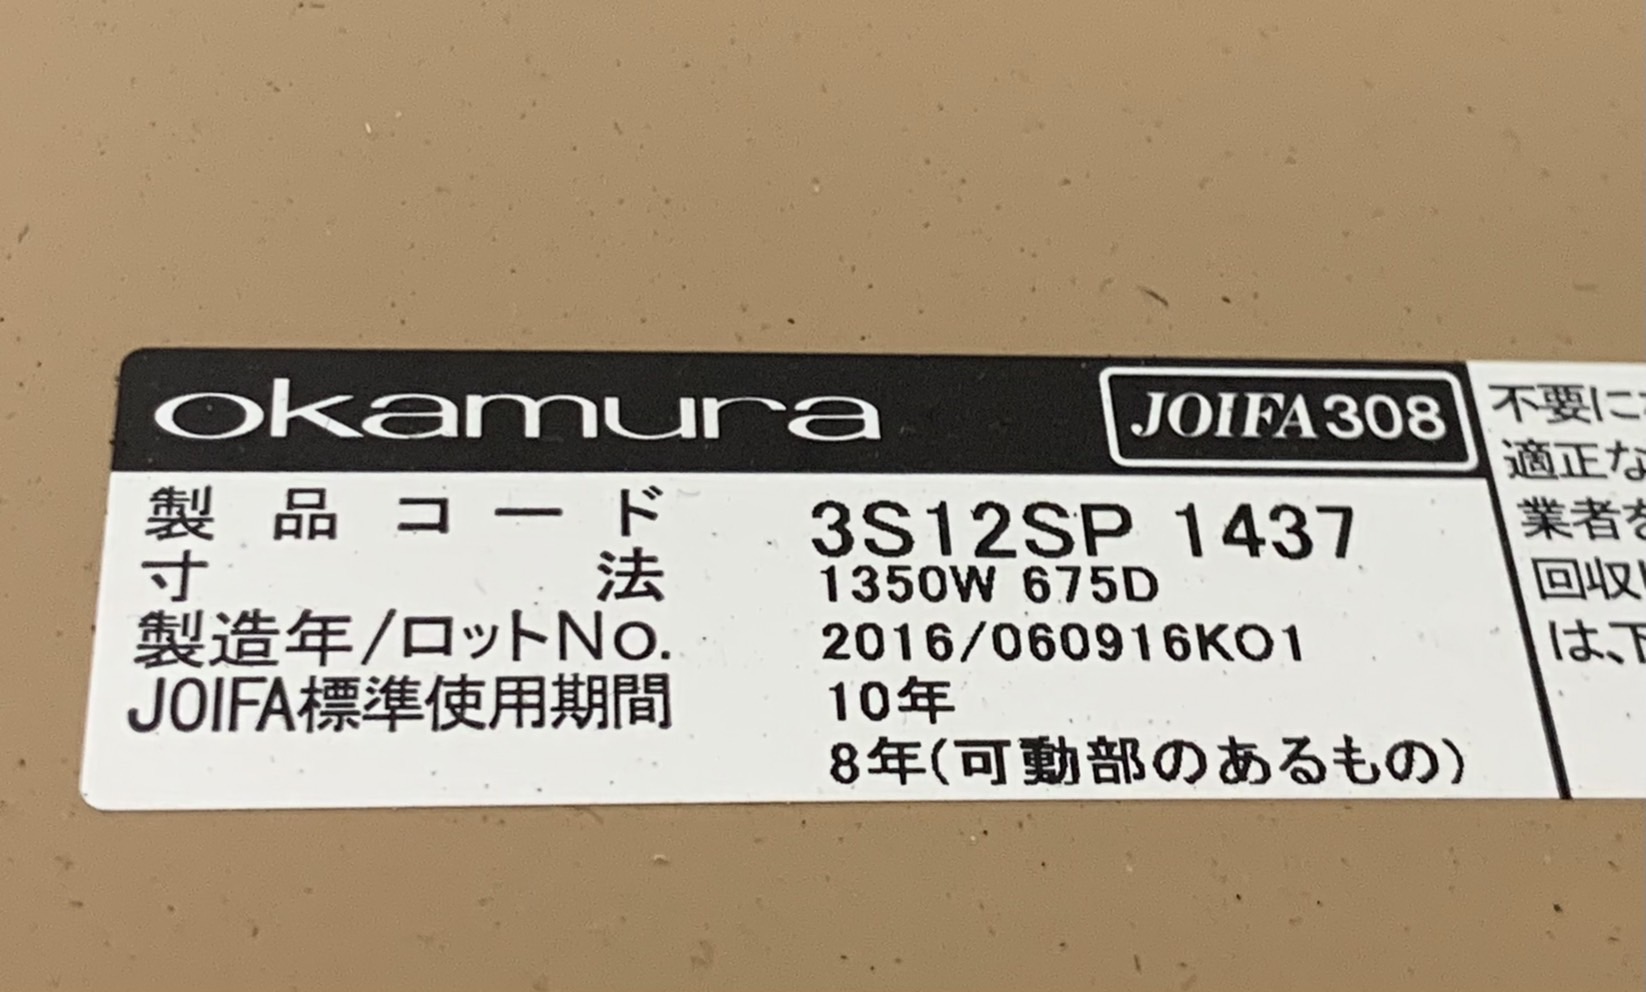 okamura JOIFA308
製品コード 3S12SP 1437
寸法 1350W 675D
製造年/ロットNo. 2016/060916K01
JOIFA標準使用期間 10年
8年(可動部のあるもの)
不要に
適正な
業者を
回収
は、下